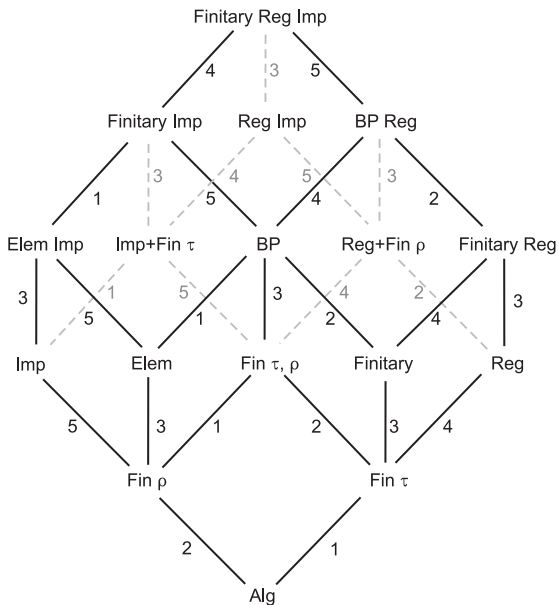 Finitary Reg Imp
4 3 5
Finitary Imp Reg Imp BP Reg
1 3 5 4 5 4 3 2
Elem Imp Imp+Fin τ BP Reg+Fin ρ Finitary Reg
3 5 1 5 1 3 2 4 4 2 3
Imp Elem Fin τ, ρ Finitary Reg
5 3 1 2 3 4
Fin ρ Fin τ
2 1
Alg